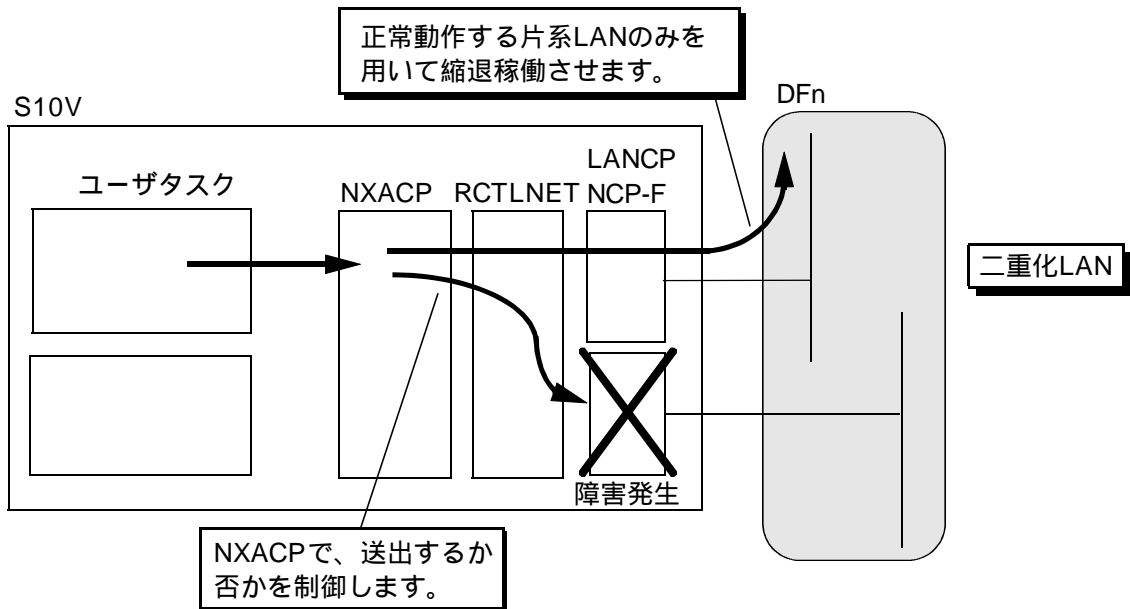 正常動作する片系LANのみを
用いて縮退稼働させます。
S10V
DFn
ユーザタスク
NXACP
RCTLNET
LANCP
NCP-F
二重化LAN
障害発生
NXACPで、送出するか
否かを制御します。